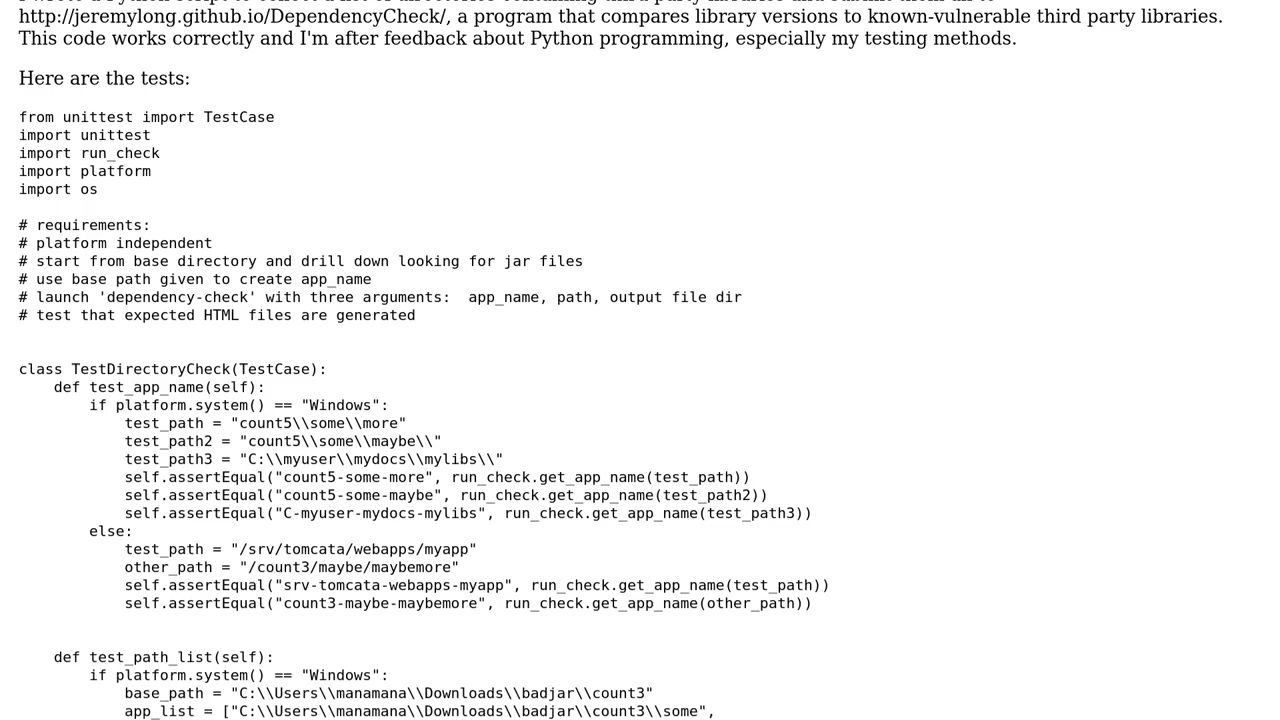 http://jeremylong.github.io/DependencyCheck/, a program that compares library versions to known-vulnerable third party libraries.
This code works correctly and I'm after feedback about Python programming, especially my testing methods.
Here are the tests:
from unittest import TestCase
import unittest
import run_check
import platform
import os
# requirements:
# platform independent
# start from base directory and drill down looking for jar files
# use base path given to create app_name
# launch 'dependency-check' with three arguments:  app_name, path, output file dir
# test that expected HTML files are generated
class TestDirectoryCheck(TestCase):
    def test_app_name(self):
        if platform.system() == "Windows":
            test_path = "count5\\some\\more"
            test_path2 = "count5\\some\\maybe\\"
            test_path3 = "C:\\myuser\\mydocs\\mylibs\\"
            self.assertEqual("count5-some-more", run_check.get_app_name(test_path))
            self.assertEqual("count5-some-maybe", run_check.get_app_name(test_path2))
            self.assertEqual("C-myuser-mydocs-mylibs", run_check.get_app_name(test_path3))
        else:
            test_path = "/srv/tomcata/webapps/myapp"
            other_path = "/count3/maybe/maybemore"
            self.assertEqual("srv-tomcata-webapps-myapp", run_check.get_app_name(test_path))
            self.assertEqual("count3-maybe-maybemore", run_check.get_app_name(other_path))
    def test_path_list(self):
        if platform.system() == "Windows":
            base_path = "C:\\Users\\manamana\\Downloads\\badjar\\count3"
            app_list = ["C:\\Users\\manamana\\Downloads\\badjar\\count3\\some",